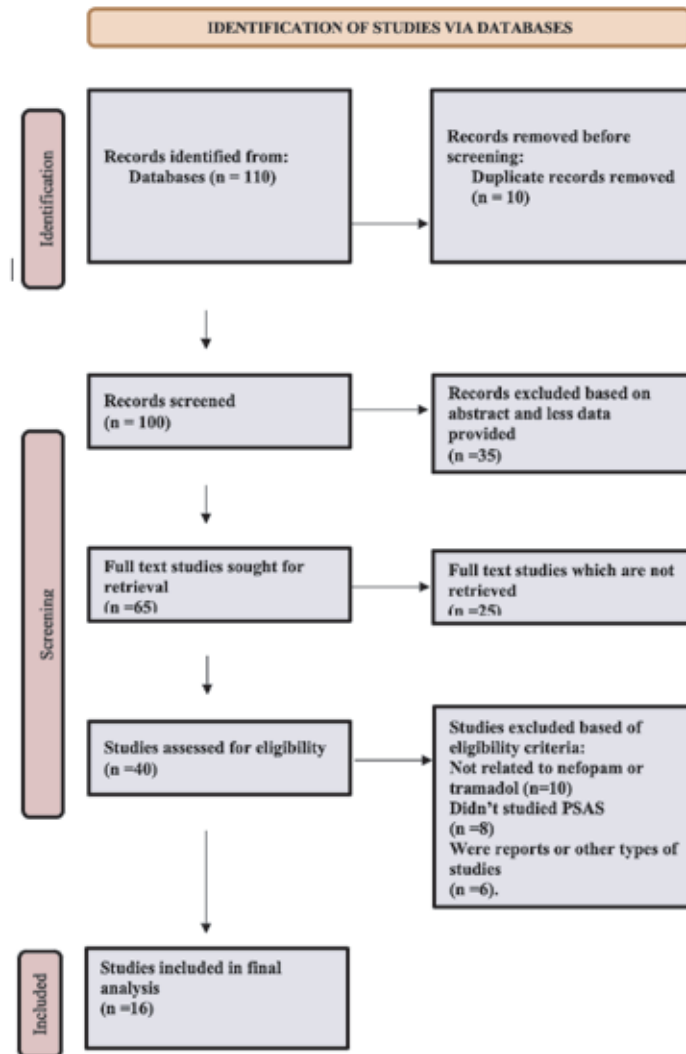 IDENTIFICATION OF STUDIES VIA DATABASES
Identification
Records identified from:
Databases (n = 110)
Records removed before
screening:
Duplicate records removed
(n = 10)
Screening
Records screened
(n = 100)
Records excluded based on
abstract and less data
provided
(n =35)
Full text studies sought for
retrieval
(n =65)
Full text studies which are not
retrieved
(n =25)
Studies assessed for eligibility
(n =40)
Studies excluded based of
eligibility criteria:
Not related to nefopam or
tramadol (n=10)
Didn't studied PSAS
(n =8)
Were reports or other types of
studies
(n =6).
Included
Studies included in final
analysis
(n =16)